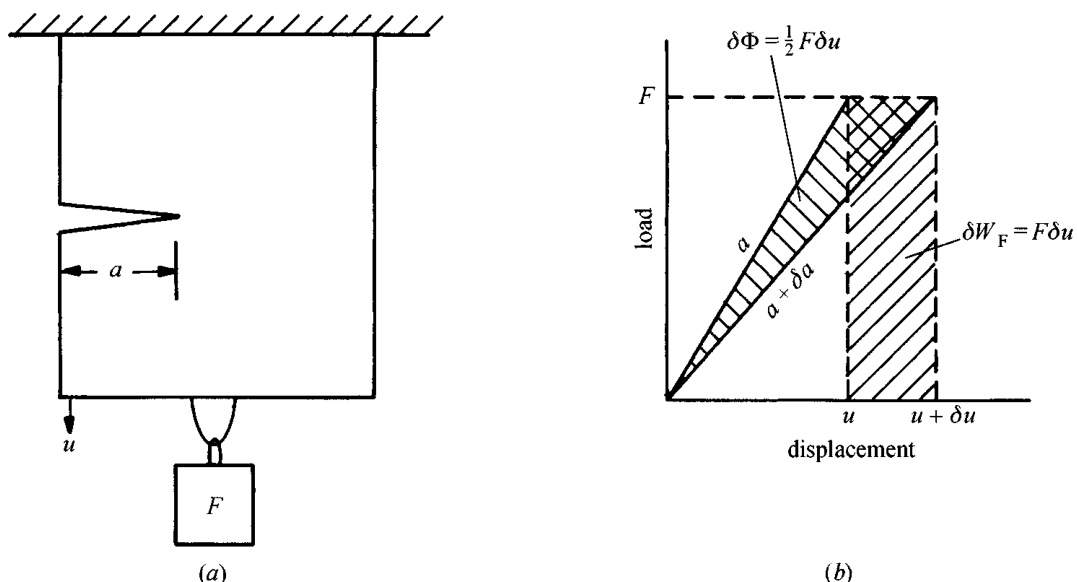 a
u
F
(a)
δΦ = ½ F δu
F
load
a
a + δa
δW_F = F δu
u
u + δu
displacement
(b)